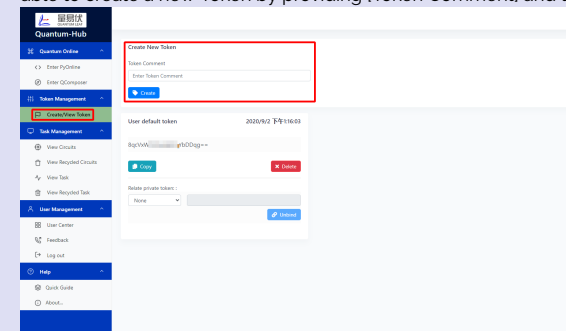 able to create a new Token by providing [Token Comment] and
量易伏
QUANTUM LEAF
Quantum-Hub
Quantum Online
Enter PyOnline
Enter QComposer
Token Management
Create/View Token
Task Management
View Circuits
View Recycled Circuits
View Task
View Recycled Task
User Management
User Center
Feedback
Log out
Help
Quick Guide
About...
Create New Token
Token Comment
Enter Token Comment
Create
User default token
2020/9/2 下午1:16:03
Copy
Delete
Relate private token :
None
Unbind